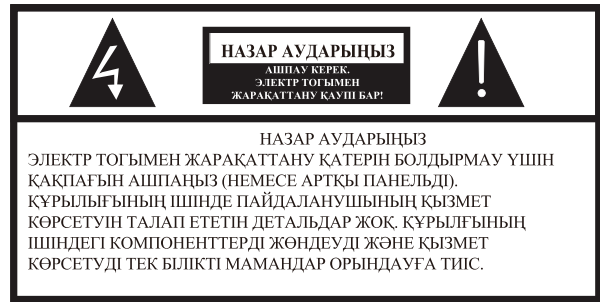 НАЗАР АУДАРЫҢЫЗ
АШПАУ КЕРЕК.
ЭЛЕКТР ТОГЫМЕН
ЖАРАҚАТТАНУ ҚАУПІ БАР!
НАЗАР АУДАРЫҢЫЗ
ЭЛЕКТР ТОГЫМЕН ЖАРАҚАТТАНУ ҚАТЕРІН БОЛДЫРМАУ ҮШІН
ҚАҚПАҒЫН АШПАҢЫЗ (НЕМЕСЕ АРТҚЫ ПАНЕЛЬДІ).
ҚҰРЫЛЫҒЫНЫҢ ІШІНДЕ ПАЙДАЛАНУШЫНЫҢ ҚЫЗМЕТ
КӨРСЕТУІН ТАЛАП ЕТЕТІН ДЕТАЛЬДАР ЖОҚ. ҚҰРЫЛҒЫНЫҢ
ІШІНДЕГІ КОМПОНЕНТТЕРДІ ЖӨНДЕУДІ ЖӘНЕ ҚЫЗМЕТ
КӨРСЕТУДІ ТЕК БІЛІКТІ МАМАНДАР ОРЫНДАУҒА ТИІС.